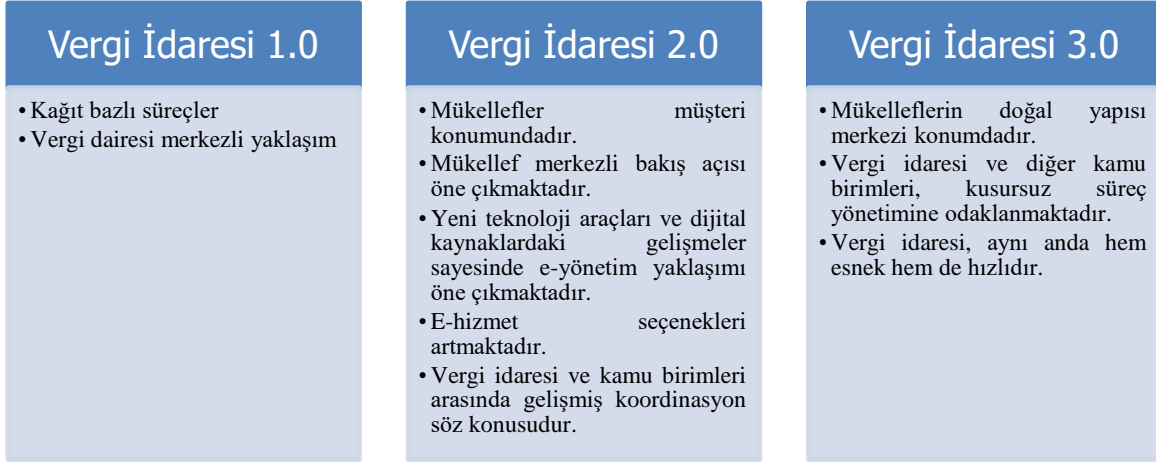 Vergi İdaresi 1.0
• Kağıt bazlı süreçler
• Vergi dairesi merkezli yaklaşım
Vergi İdaresi 2.0
• Mükellefler müşteri
konumundadır.
• Mükellef merkezli bakış açısı
öne çıkmaktadır.
• Yeni teknoloji araçları ve dijital
kaynaklardaki gelişmeler
sayesinde e-yönetim yaklaşımı
öne çıkmaktadır.
• E-hizmet seçenekleri
artmaktadır.
• Vergi idaresi ve kamu birimleri
arasında gelişmiş koordinasyon
söz konusudur.
Vergi İdaresi 3.0
• Mükelleflerin doğal yapısı
merkezi konumdadır.
• Vergi idaresi ve diğer kamu
birimleri, kusursuz süreç
yönetimine odaklanmaktadır.
• Vergi idaresi, aynı anda hem
esnek hem de hızlıdır.